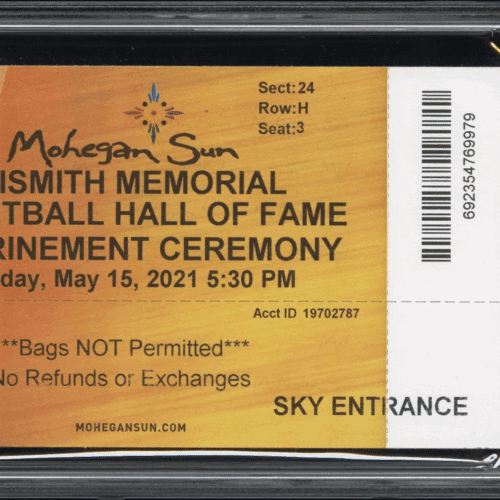 Sect:24
Row:H
Seat:3
Mohegan Sun
ISMITH MEMORIAL
TBALL HALL OF FAME
RINEMENT CEREMONY
day, May 15, 2021 5:30 PM
Acct ID 19702787
**Bags NOT Permitted***
No Refunds or Exchanges
SKY ENTRANCE
MOHEGANSUN.COM
692354769979